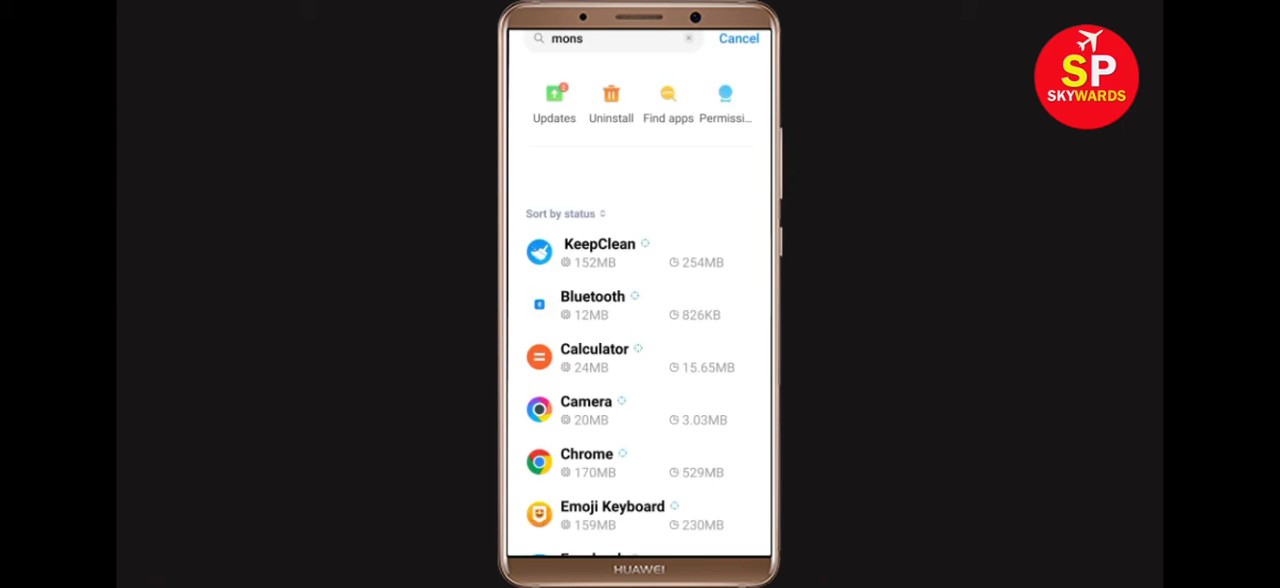 mons
Cancel
Updates
Uninstall
Find apps
Permissi...
Sort by status
KeepClean
152MB
254MB
Bluetooth
12MB
826KB
Calculator
24MB
15.65MB
Camera
20MB
3.03MB
Chrome
170MB
529MB
Emoji Keyboard
159MB
230MB
HUAWEI
SP
SKYWARDS